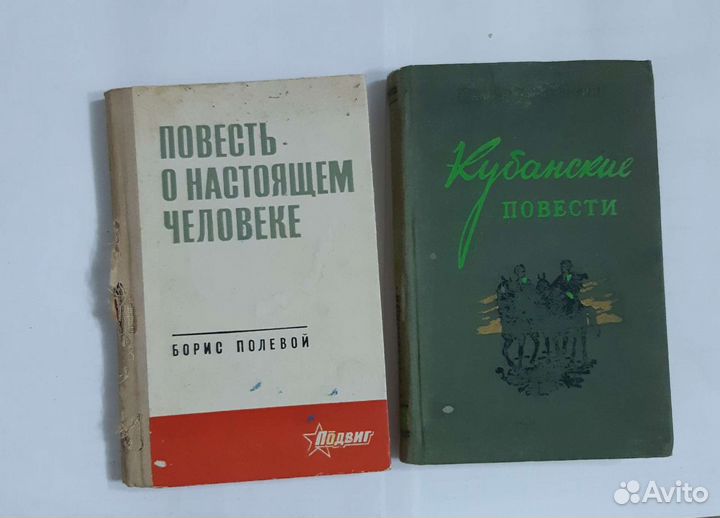 ПОВЕСТЬ
О НАСТОЯЩЕМ
ЧЕЛОВЕКЕ
БОРИС ПОЛЕВОЙ
ПОДВИГ
Кубанские
ПОВЕСТИ
Avito